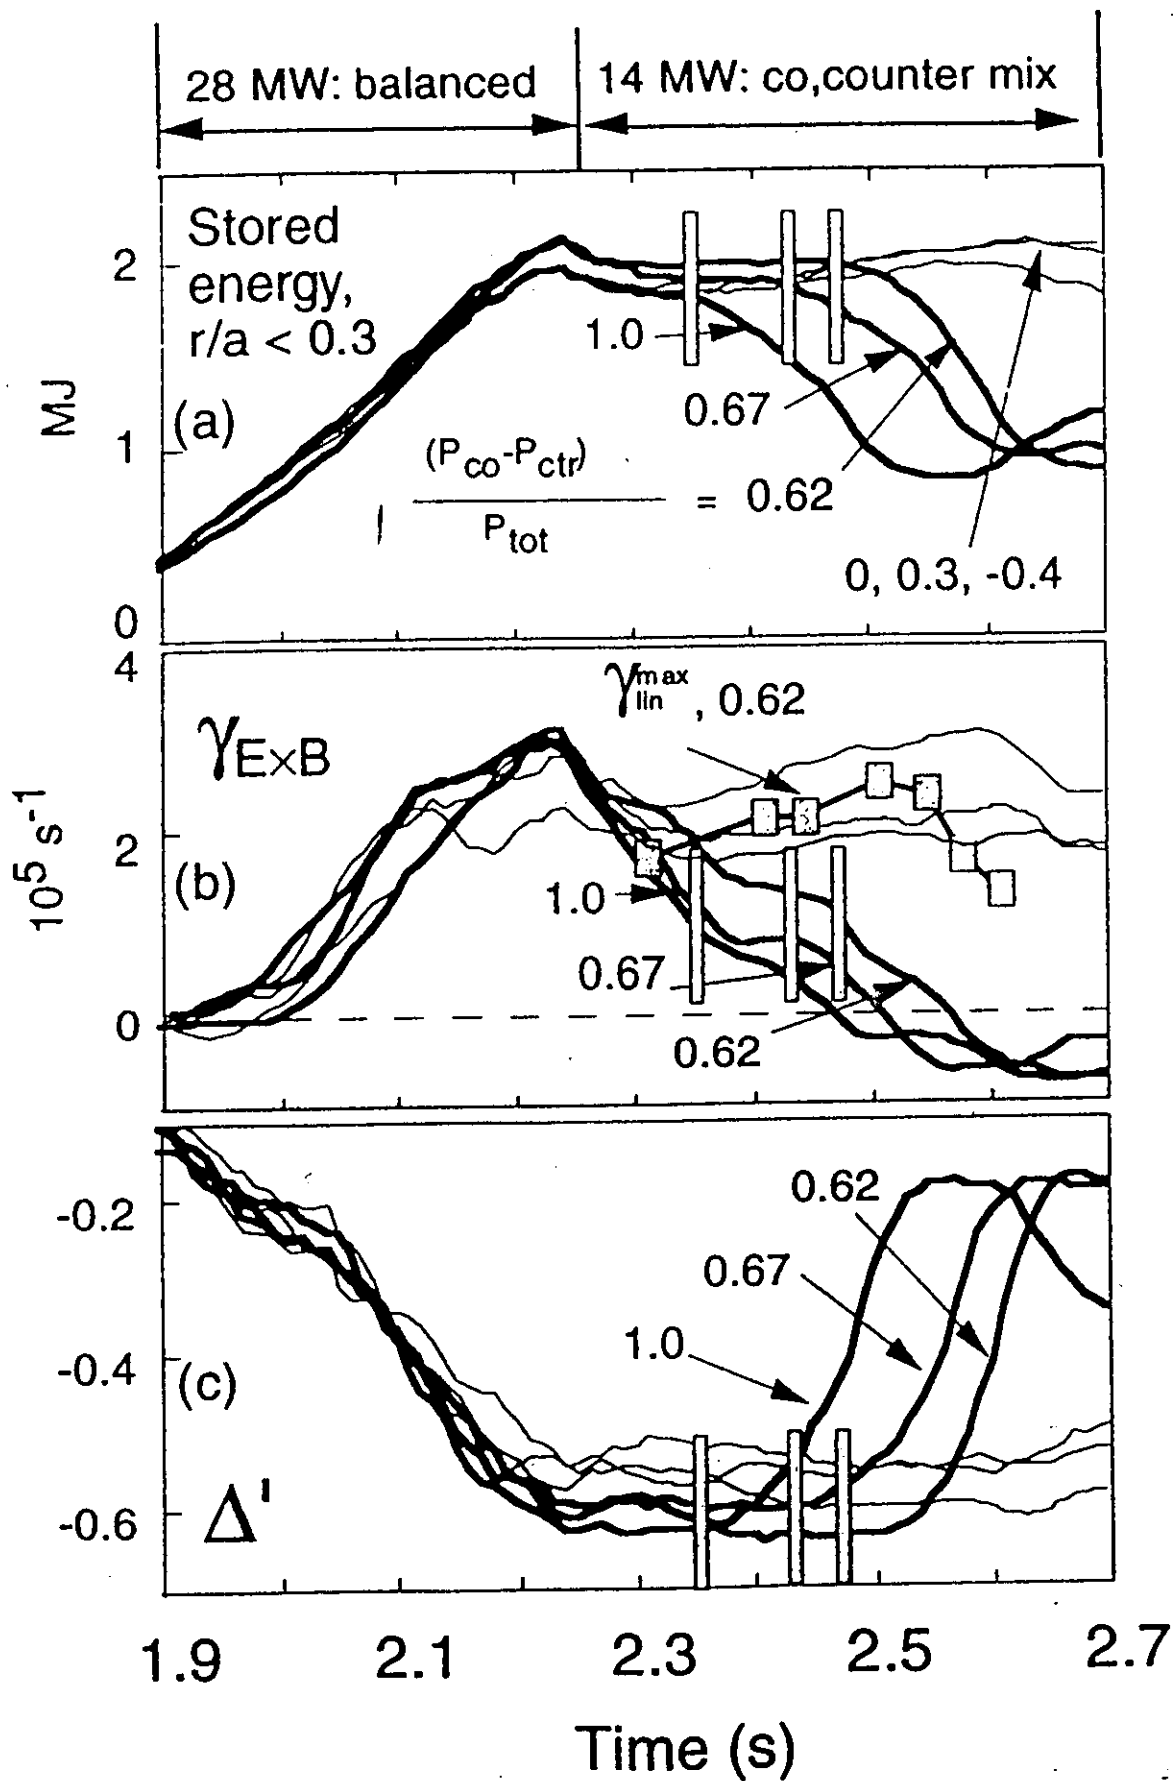 28 MW: balanced
14 MW: co,counter mix
Stored
energy,
r/a < 0.3
MJ
2
1
0
(a)
1.0
0.67
(Pco-Pctr)
Ptot
= 0.62
0, 0.3, -0.4
10⁵ s⁻¹
4
2
0
γE×B
(b)
γlin^max, 0.62
1.0
0.67
0.62
-0.2
-0.4
-0.6
(c)
Δ'
0.62
0.67
1.0
1.9
2.1
2.3
2.5
2.7
Time (s)